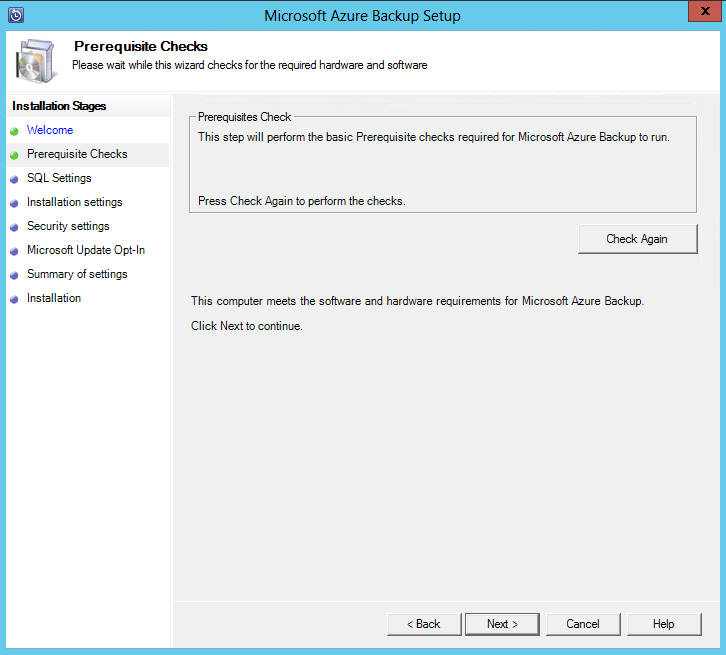 Microsoft Azure Backup Setup
X
Prerequisite Checks
Please wait while this wizard checks for the required hardware and software
Installation Stages
Welcome
Prerequisite Checks
SQL Settings
Installation settings
Security settings
Microsoft Update Opt-In
Summary of settings
Installation
Prerequisites Check
This step will perform the basic Prerequisite checks required for Microsoft Azure Backup to run.
Press Check Again to perform the checks.
Check Again
This computer meets the software and hardware requirements for Microsoft Azure Backup.
Click Next to continue.
< Back
Next >
Cancel
Help